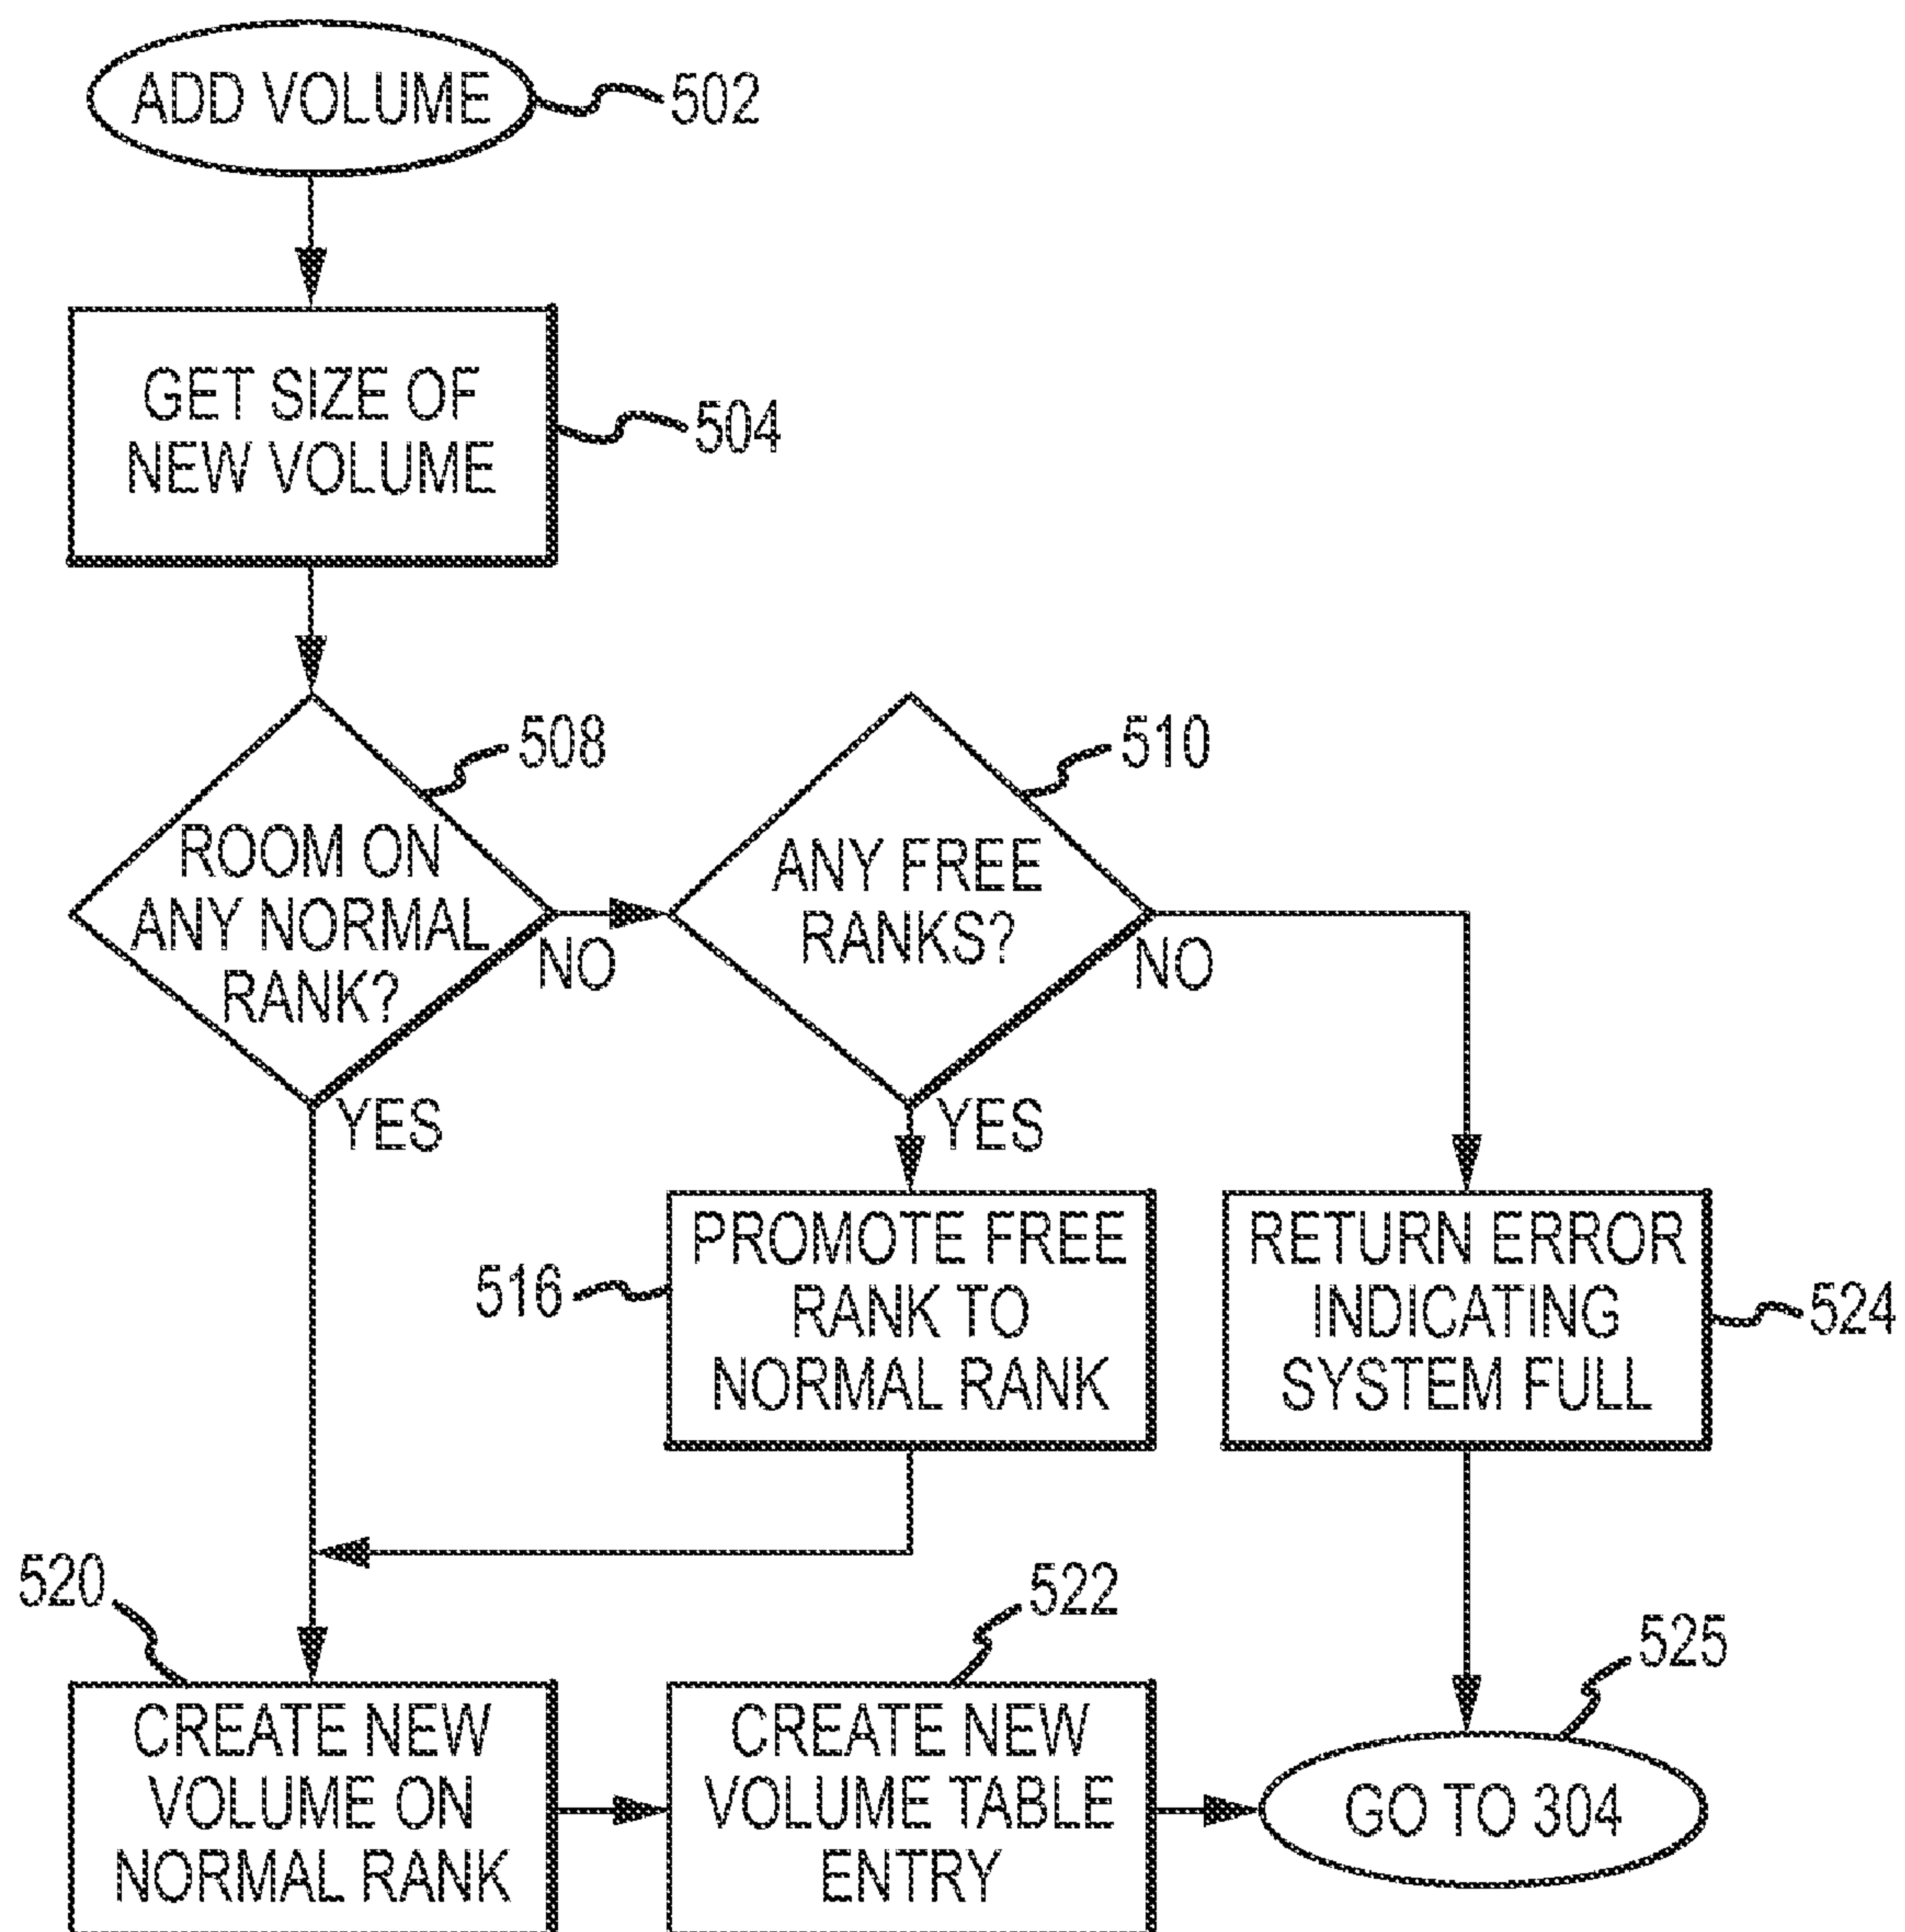 ADD VOLUME
502
GET SIZE OF
NEW VOLUME
504
508
ROOM ON
ANY NORMAL
RANK?
NO
YES
510
ANY FREE
RANKS?
NO
YES
516
PROMOTE FREE
RANK TO
NORMAL RANK
RETURN ERROR
INDICATING
SYSTEM FULL
524
520
CREATE NEW
VOLUME ON
NORMAL RANK
522
CREATE NEW
VOLUME TABLE
ENTRY
525
GO TO 304